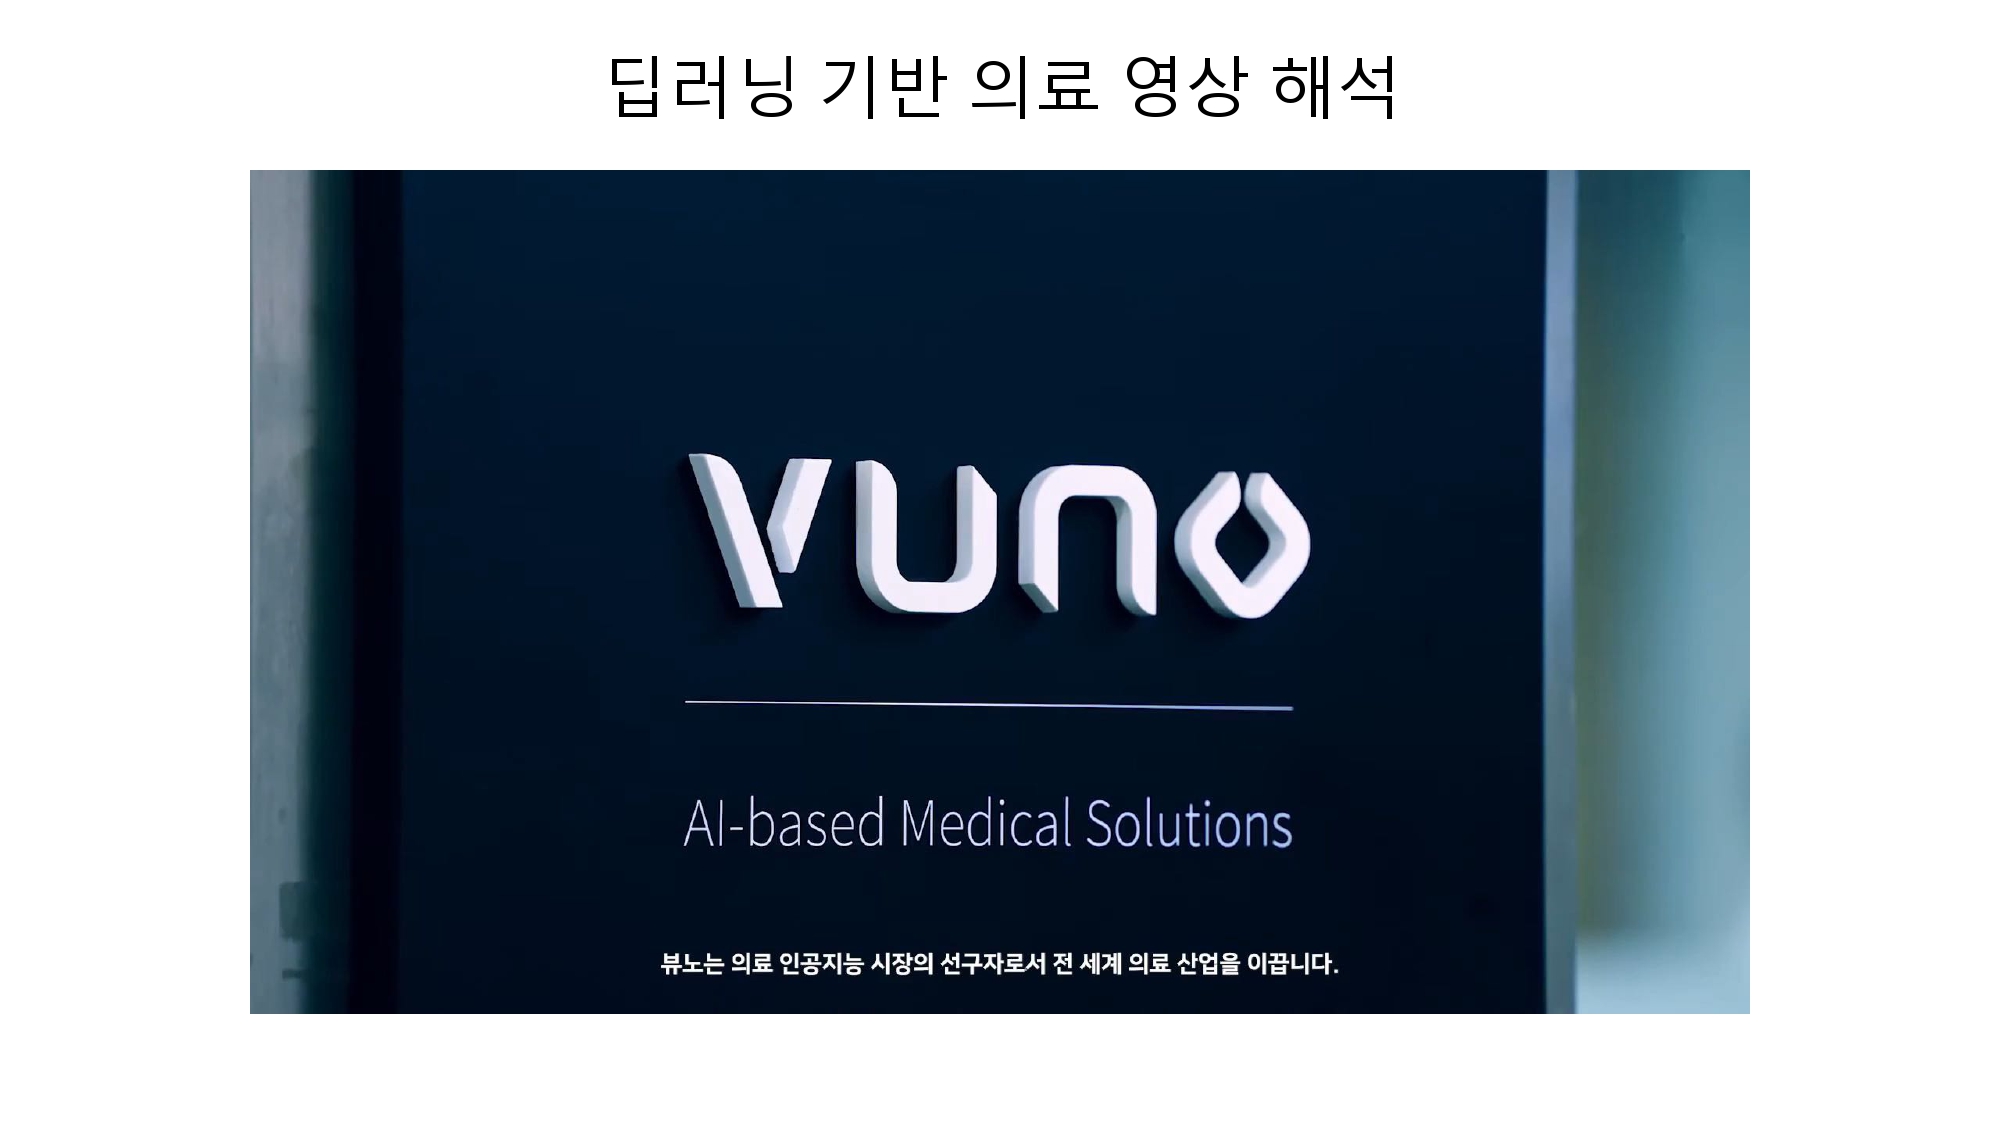 딥러닝 기반 의료 영상 해석
VUNO
AI-based Medical Solutions
뷰노는 의료 인공지능 시장의 선구자로서 전 세계 의료 산업을 이끕니다.